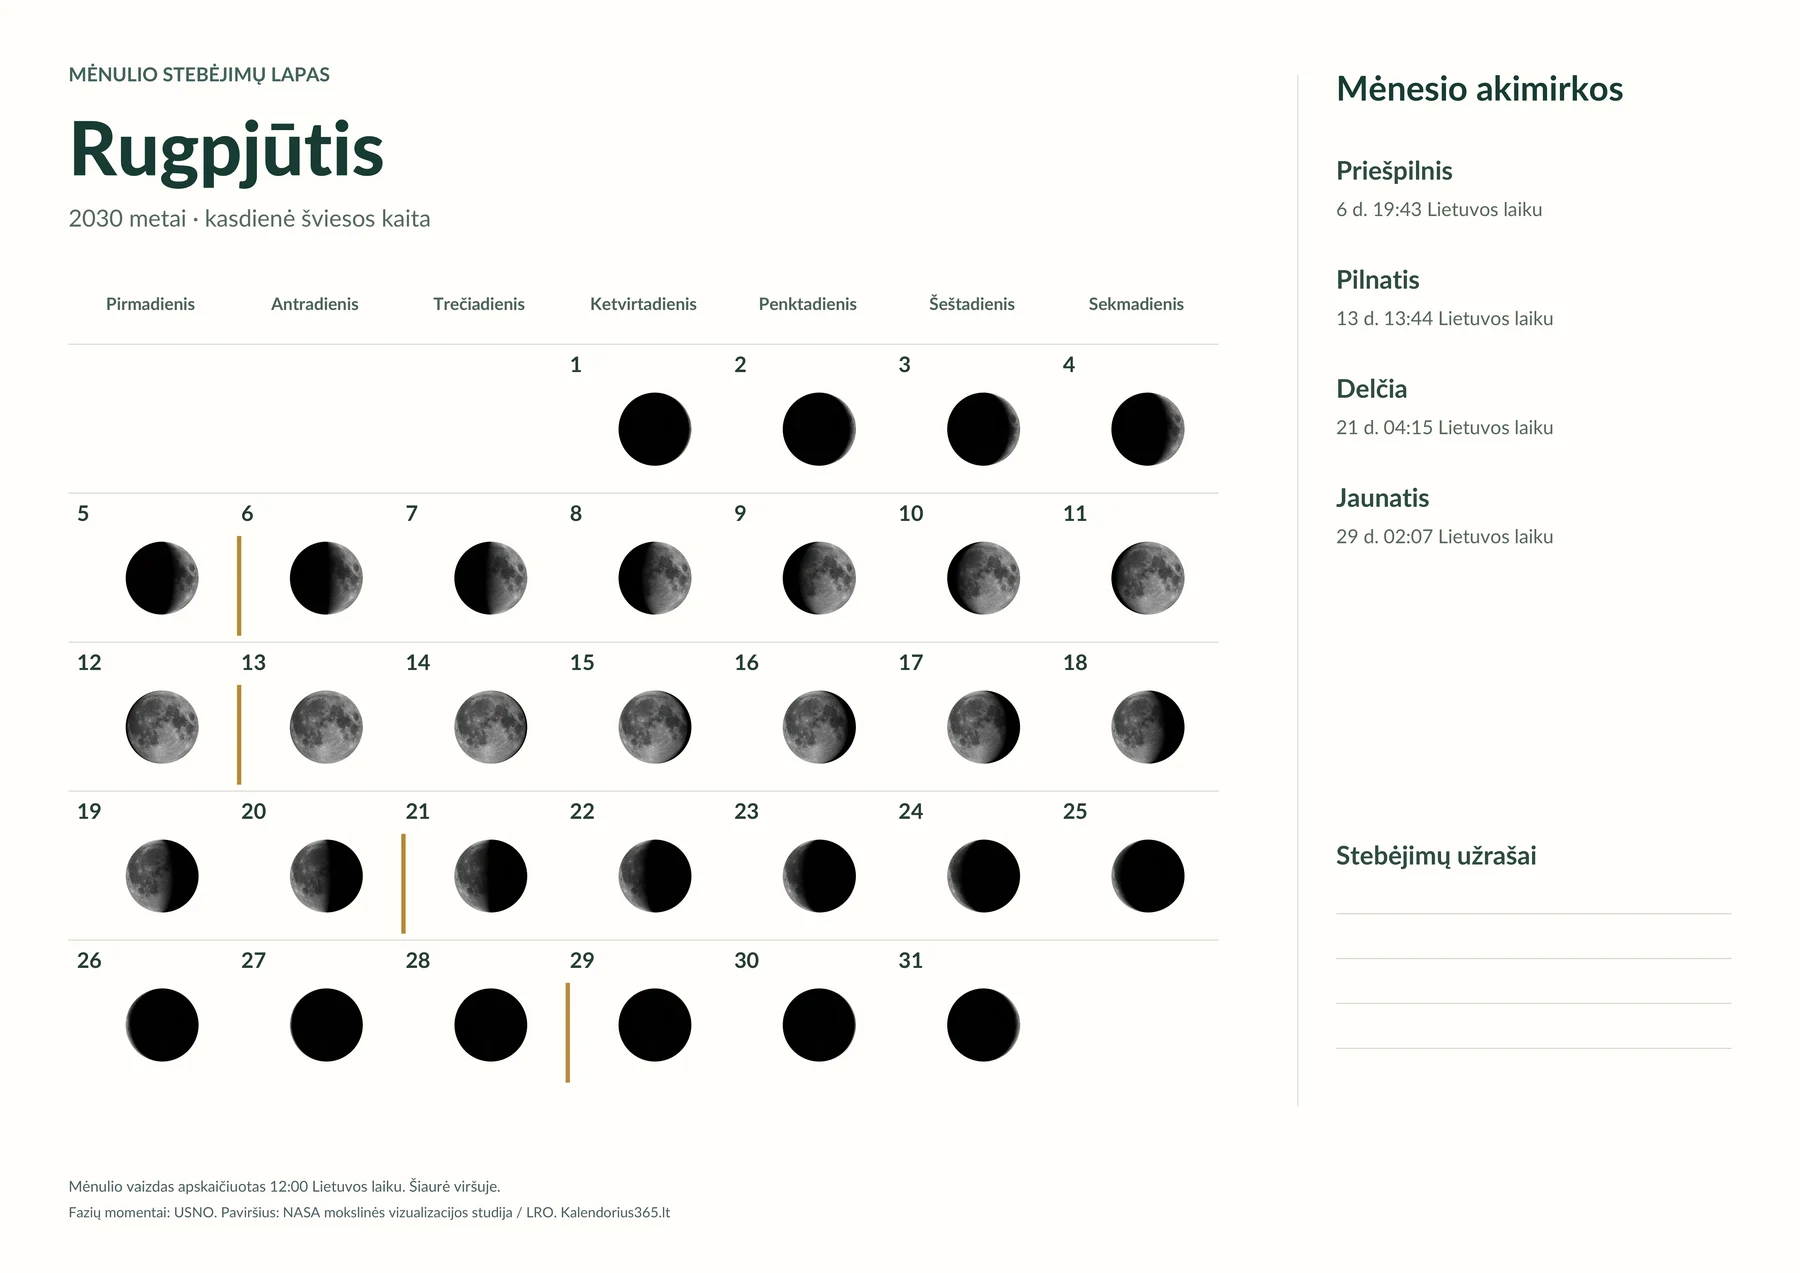 MĖNULIO STEBĖJIMŲ LAPAS
Rugpjūtis
2030 metai · kasdienė šviesos kaita
Pirmadienis Antradienis Trečiadienis Ketvirtadienis Penktadienis Šeštadienis Sekmadienis
1 2 3 4
5 6 7 8 9 10 11
12 13 14 15 16 17 18
19 20 21 22 23 24 25
26 27 28 29 30 31
Mėnesio akimirkos
Priešpilnis
6 d. 19:43 Lietuvos laiku
Pilnatis
13 d. 13:44 Lietuvos laiku
Delčia
21 d. 04:15 Lietuvos laiku
Jaunatis
29 d. 02:07 Lietuvos laiku
Stebėjimų užrašai
Mėnulio vaizdas apskaičiuotas 12:00 Lietuvos laiku. Šiaurė viršuje.
Fazių momentai: USNO. Paviršius: NASA mokslinės vizualizacijos studija / LRO. Kalendorius365.lt